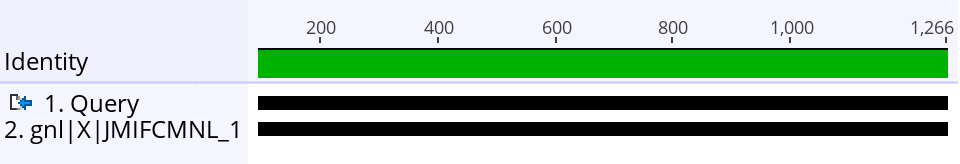 200 400 600 800 1,000 1,266
Identity
1. Query
2. gnl|X|JMIFCMNL_1